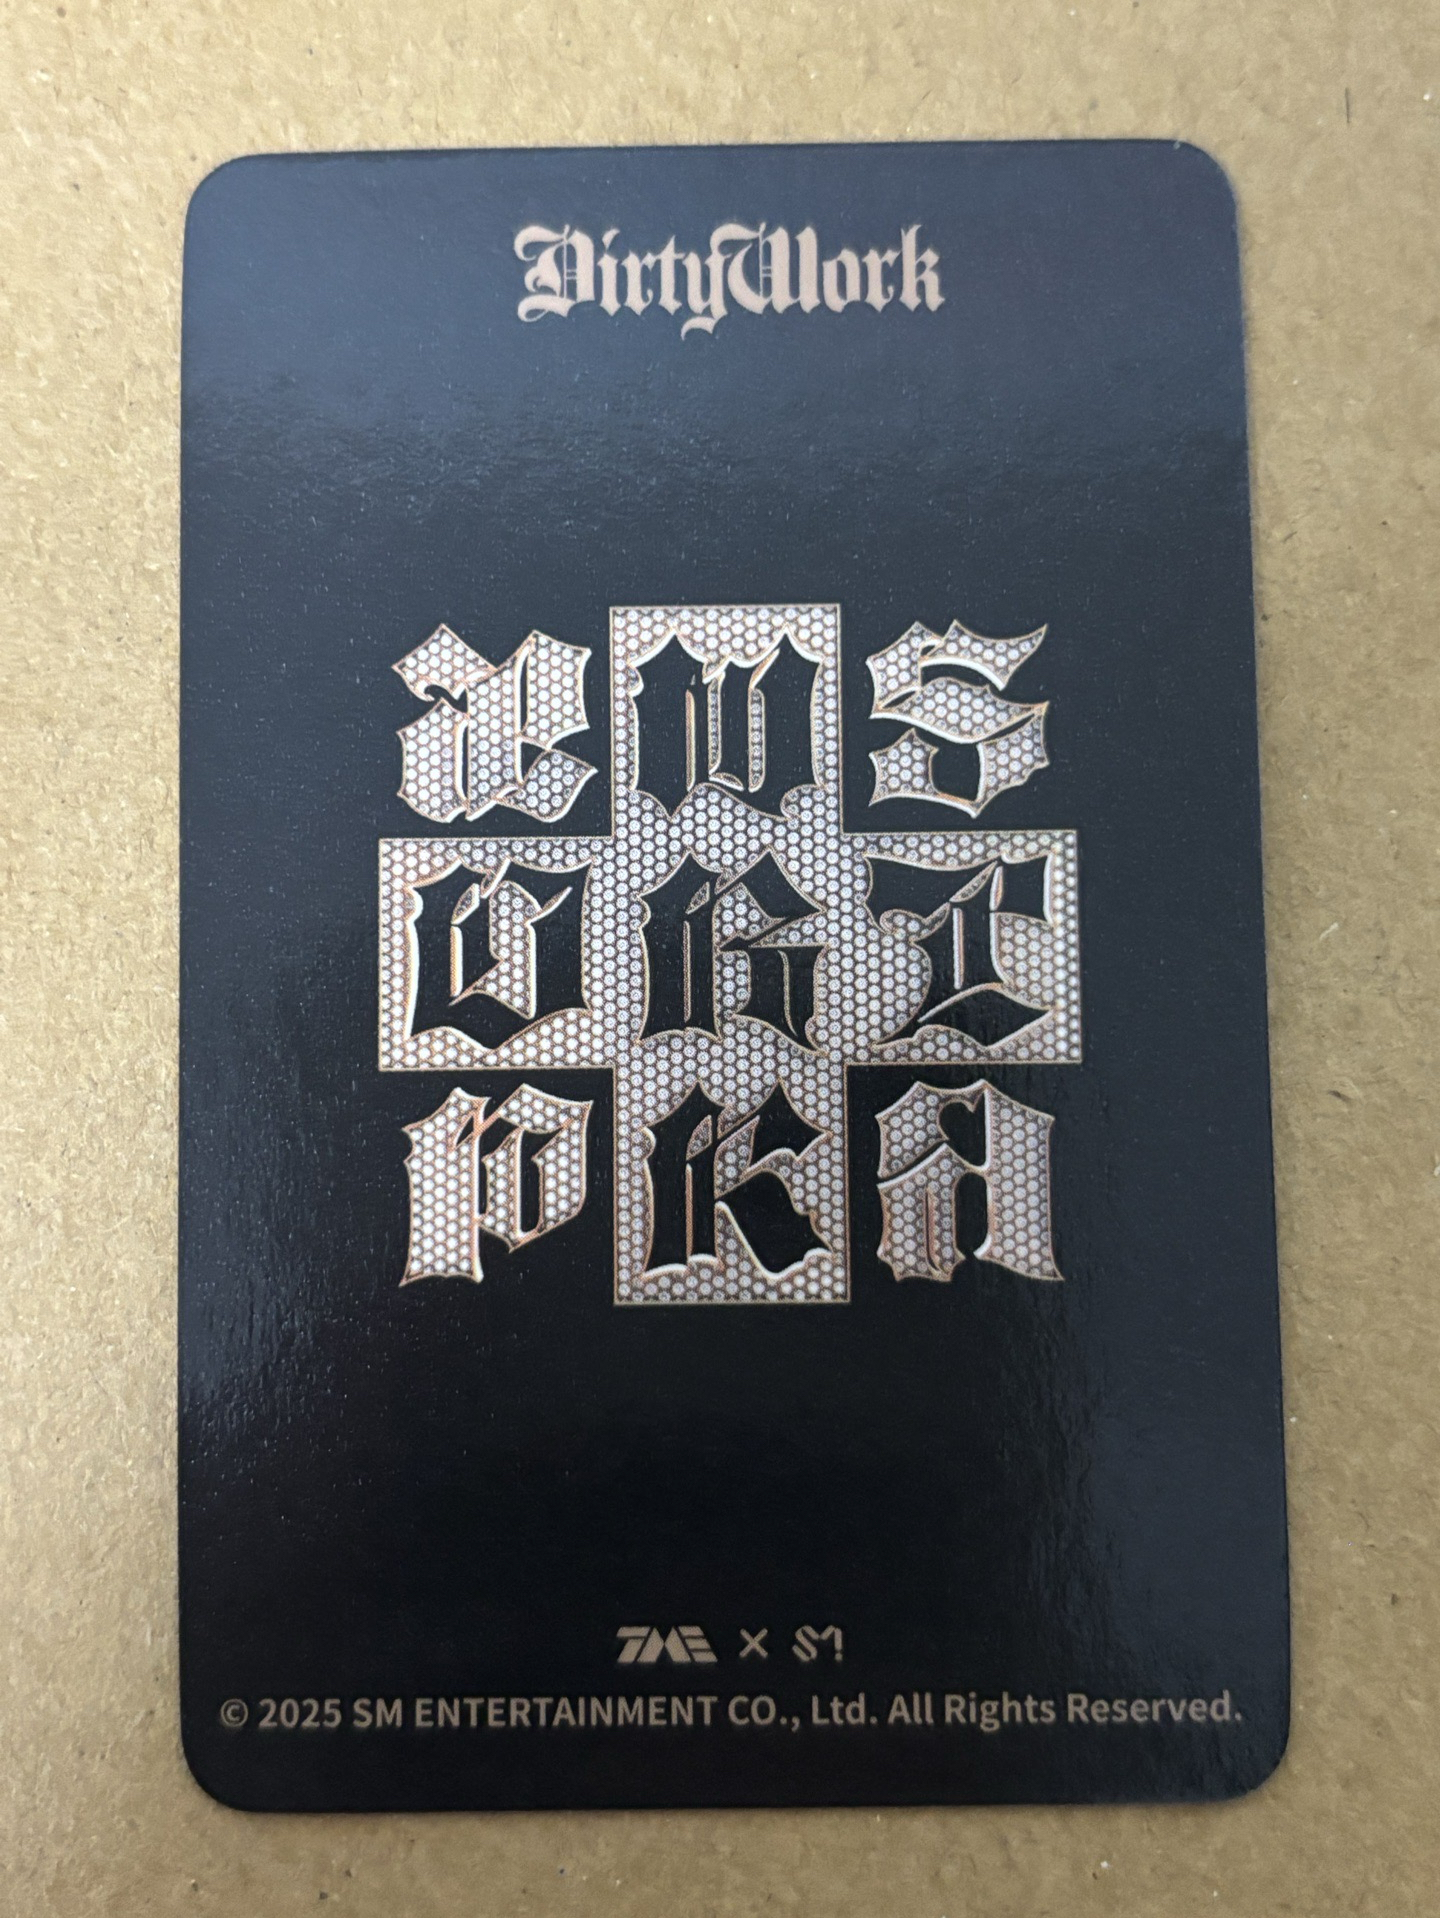 DirtyWork
æ W S
R
P K A
TME × SM
© 2025 SM ENTERTAINMENT CO., Ltd. All Rights Reserved.